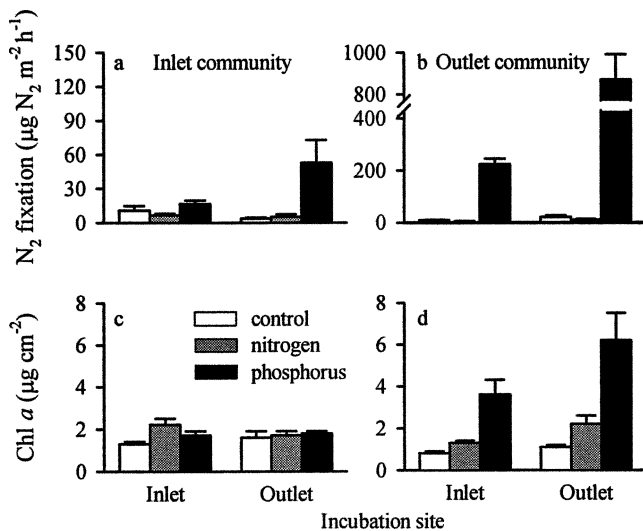 a Inlet community
b Outlet community
N₂ fixation (µg N₂ m⁻² h⁻¹)
150
120
90
60
30
0
1000
800
400
200
0
c
control
nitrogen
phosphorus
d
Chl a (µg cm⁻²)
8
6
4
2
0
8
6
4
2
0
Inlet Outlet Inlet Outlet
Incubation site